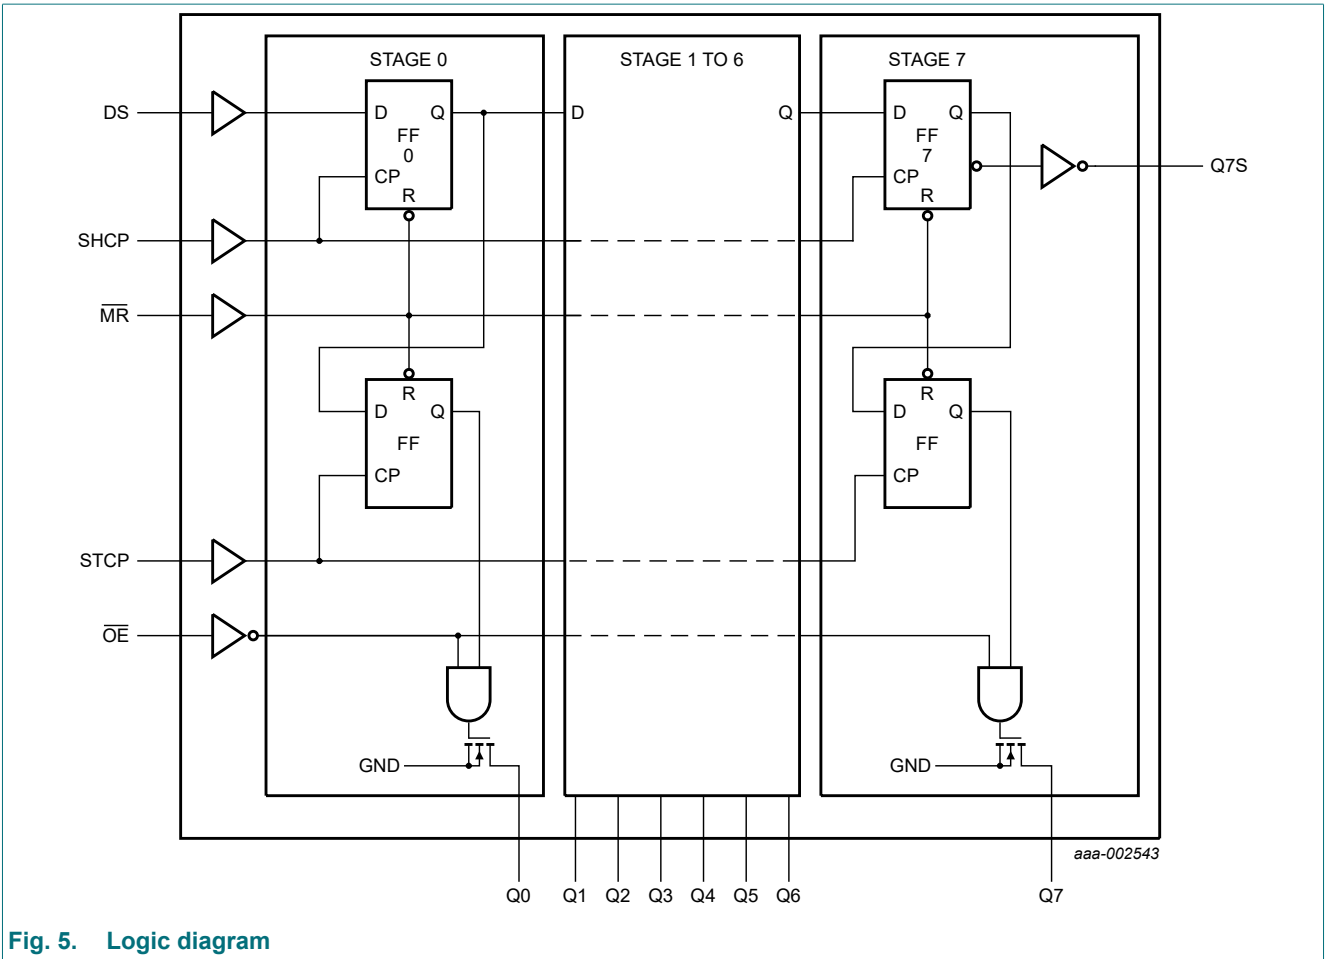 STAGE 0
STAGE 1 TO 6
STAGE 7
DS
D
Q
D
Q
D
Q
FF
0
FF
7
CP
CP
Q7S
R
R
SHCP
M̅R̅
R
R
D
Q
D
Q
FF
FF
CP
CP
STCP
O̅E̅
GND
GND
aaa-002543
Q0
Q1
Q2
Q3
Q4
Q5
Q6
Q7
Fig. 5. Logic diagram